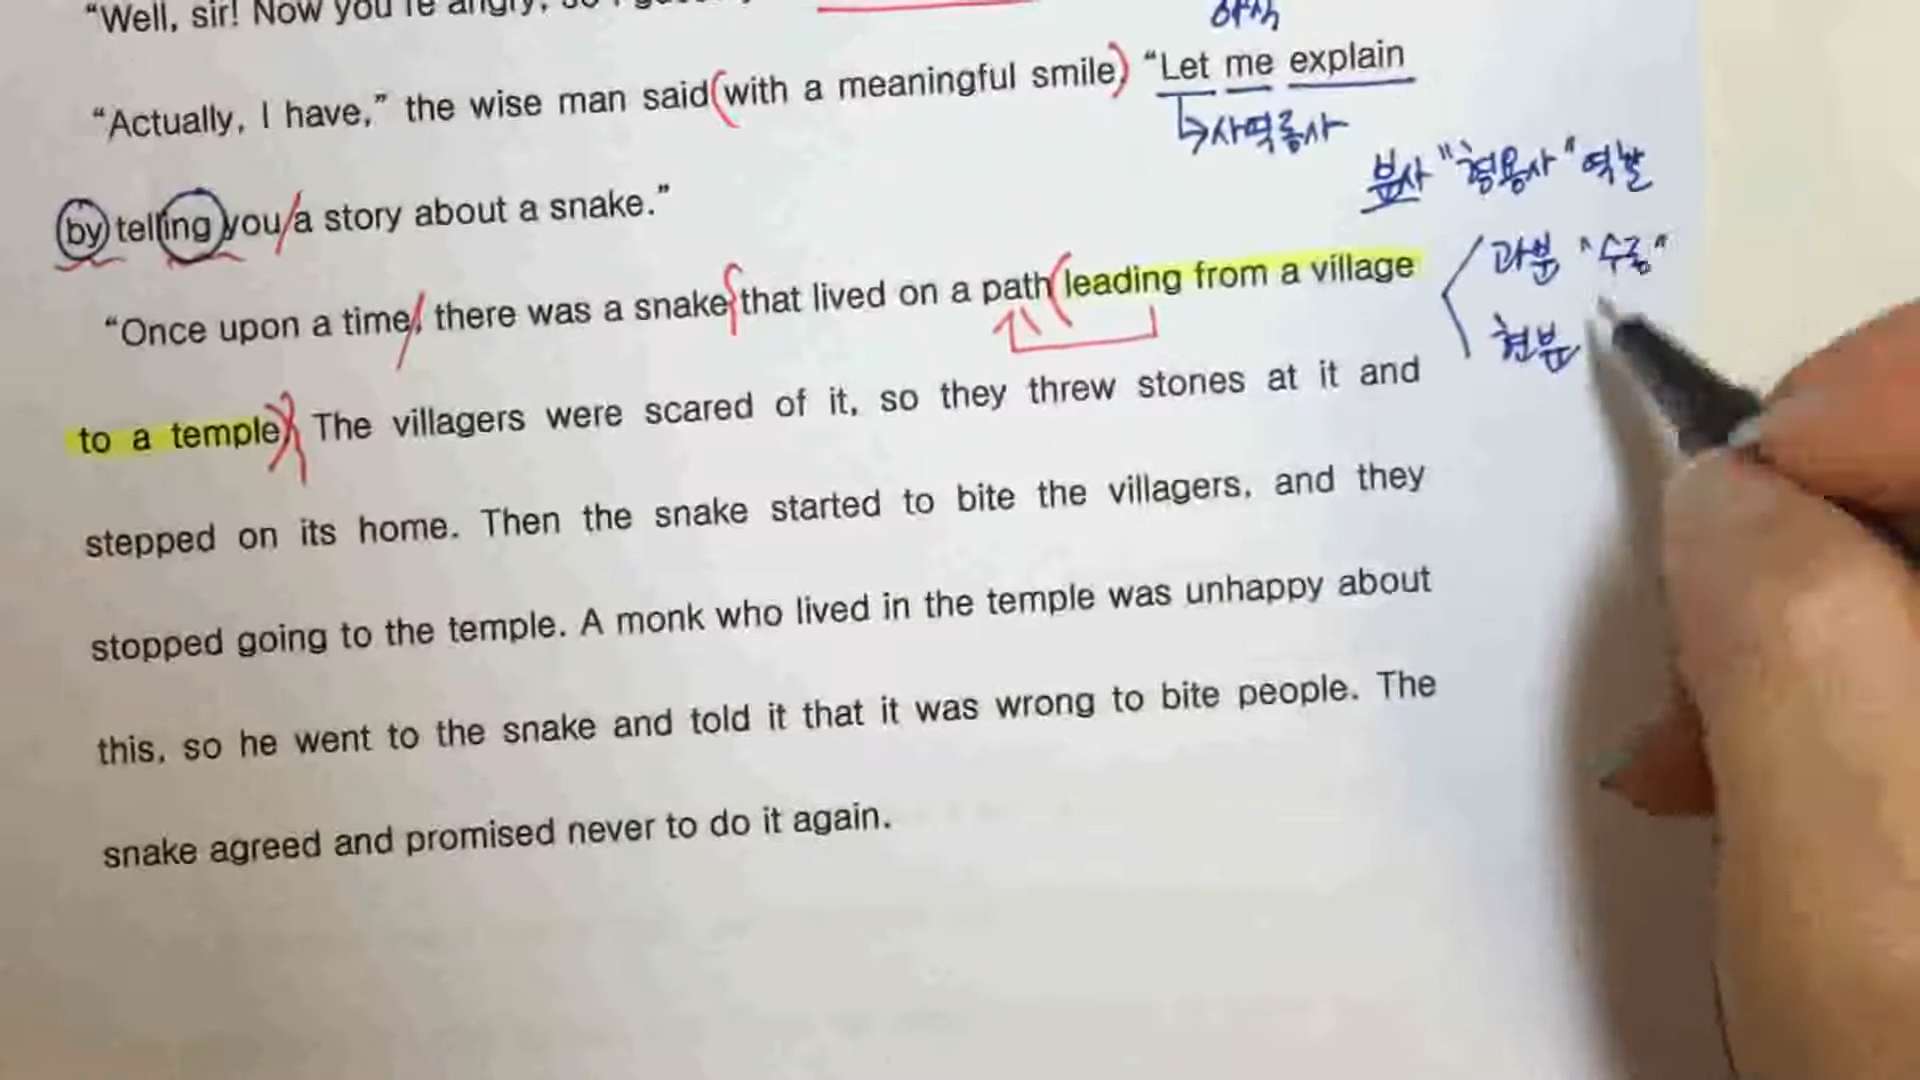 “Well, sir! Now you're angry, so I
“Actually, I have,” the wise man said (with a meaningful smile) “Let me explain
↳사역동사
분사 "형용사" 역할
by telling you / a story about a snake.”
과분 "수동"
“Once upon a time, / there was a snake that lived on a path (leading from a village
현분
to a temple). The villagers were scared of it, so they threw stones at it and
stepped on its home. Then the snake started to bite the villagers, and they
stopped going to the temple. A monk who lived in the temple was unhappy about
this, so he went to the snake and told it that it was wrong to bite people. The
snake agreed and promised never to do it again.